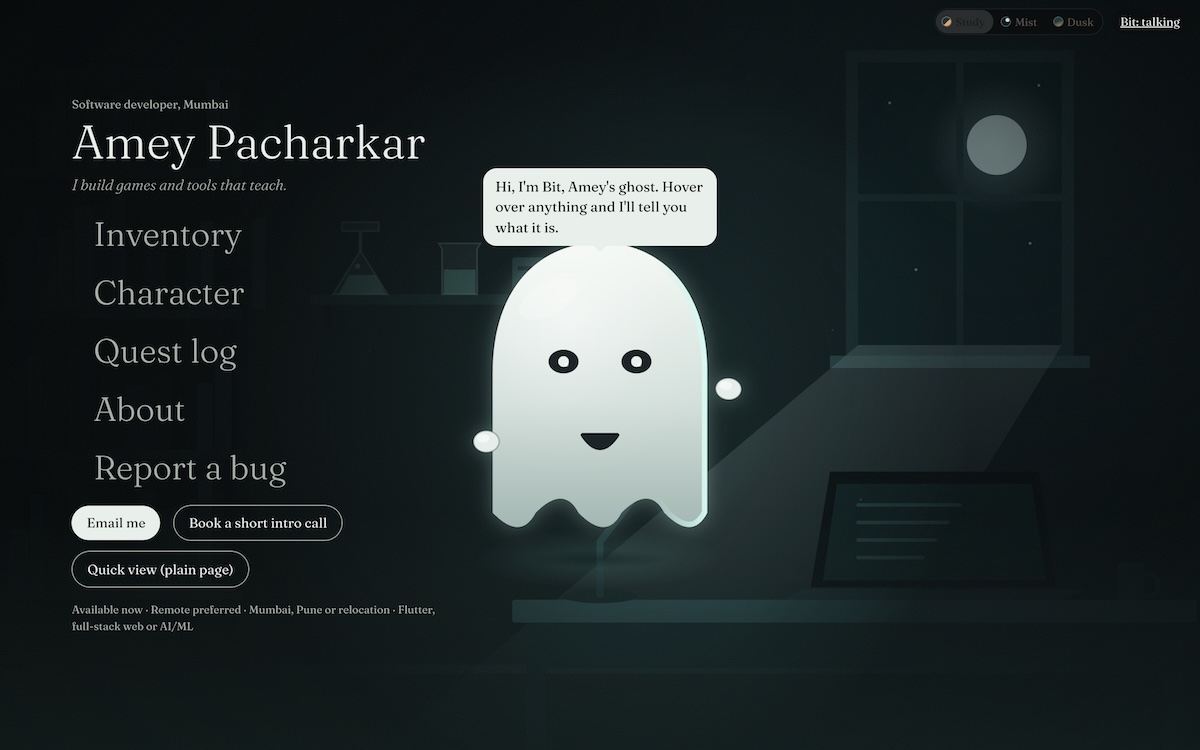 Study Mist Dusk Bit: talking
Software developer, Mumbai
Amey Pacharkar
I build games and tools that teach.
Hi, I'm Bit, Amey's ghost. Hover
over anything and I'll tell you
what it is.
Inventory
Character
Quest log
About
Report a bug
Email me Book a short intro call
Quick view (plain page)
Available now · Remote preferred · Mumbai, Pune or relocation · Flutter,
full-stack web or AI/ML